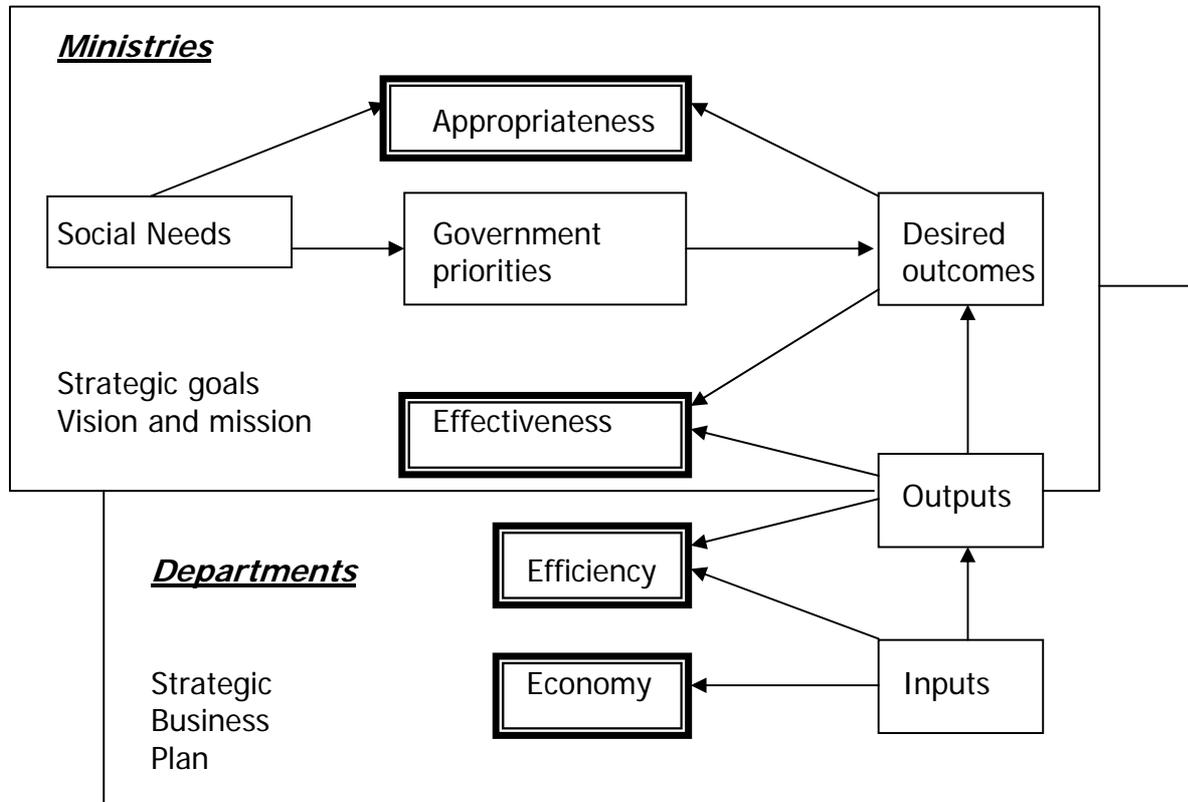 Ministries
Appropriateness
Social Needs
Government
priorities
Desired
outcomes
Strategic goals
Vision and mission
Effectiveness
Outputs
Departments
Efficiency
Strategic
Business
Plan
Economy
Inputs